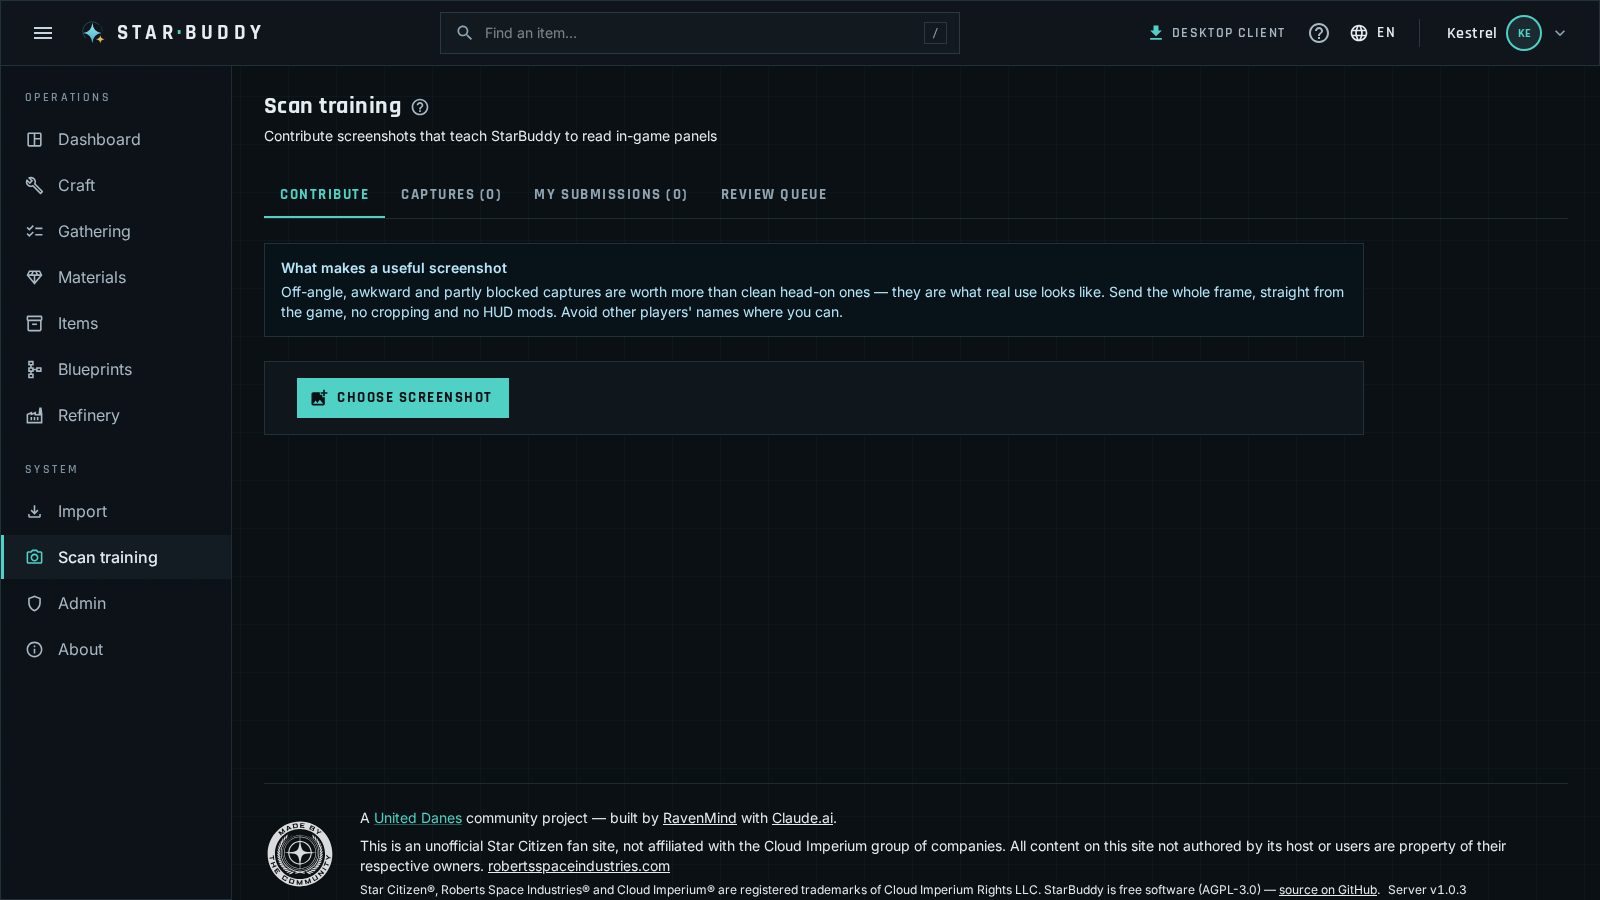 STAR·BUDDY
Find an item...
/
DESKTOP CLIENT
EN
Kestrel
KE
OPERATIONS
Dashboard
Craft
Gathering
Materials
Items
Blueprints
Refinery
SYSTEM
Import
Scan training
Admin
About
Scan training
Contribute screenshots that teach StarBuddy to read in-game panels
CONTRIBUTE
CAPTURES (0)
MY SUBMISSIONS (0)
REVIEW QUEUE
What makes a useful screenshot
Off-angle, awkward and partly blocked captures are worth more than clean head-on ones — they are what real use looks like. Send the whole frame, straight from
the game, no cropping and no HUD mods. Avoid other players' names where you can.
CHOOSE SCREENSHOT
MADE BY
THE COMMUNITY
A United Danes community project — built by RavenMind with Claude.ai.
This is an unofficial Star Citizen fan site, not affiliated with the Cloud Imperium group of companies. All content on this site not authored by its host or users are property of their
respective owners. robertsspaceindustries.com
Star Citizen®, Roberts Space Industries® and Cloud Imperium® are registered trademarks of Cloud Imperium Rights LLC. StarBuddy is free software (AGPL-3.0) — source on GitHub. Server v1.0.3